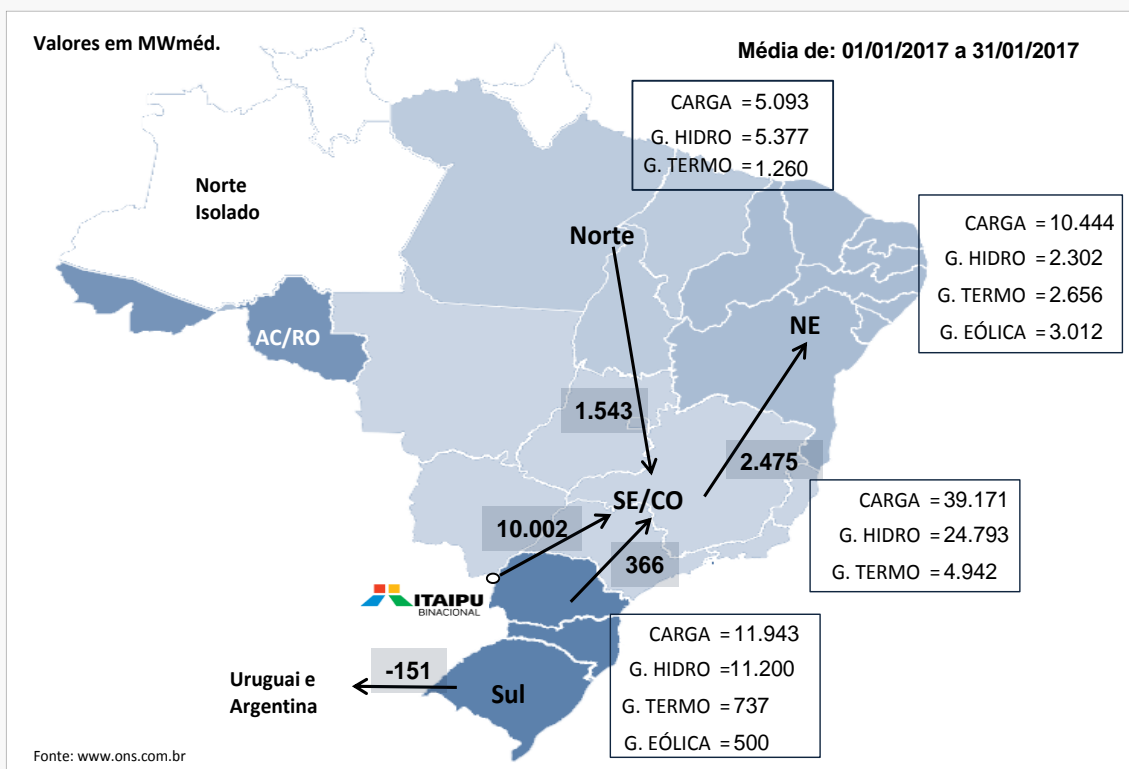 Valores em MWméd.
Média de: 01/01/2017 a 31/01/2017
CARGA = 5.093
G. HIDRO = 5.377
G. TERMO = 1.260
Norte
Isolado
Norte
CARGA = 10.444
G. HIDRO = 2.302
G. TERMO = 2.656
G. EÓLICA = 3.012
AC/RO
NE
1.543
2.475
SE/CO
10.002
366
CARGA = 39.171
G. HIDRO = 24.793
G. TERMO = 4.942
ITAIPU
BINACIONAL
CARGA = 11.943
G. HIDRO = 11.200
G. TERMO = 737
G. EÓLICA = 500
-151
Uruguai e
Argentina
Sul
Fonte: www.ons.com.br